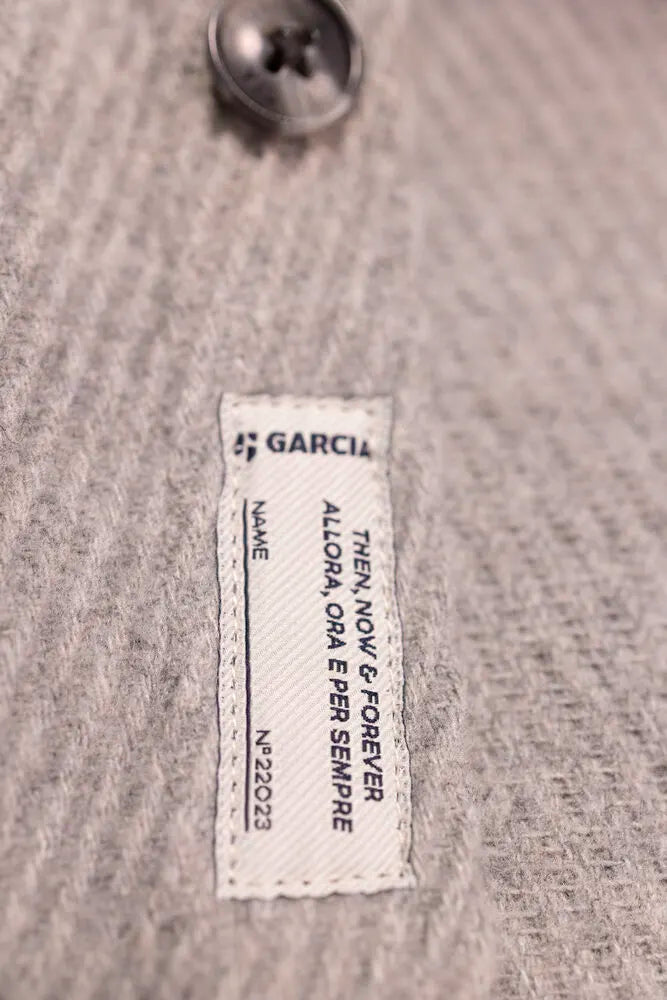 GARCIA
THEN, NOW & FOREVER
ALLORA, ORA E PER SEMPRE
NAME
Nº22023